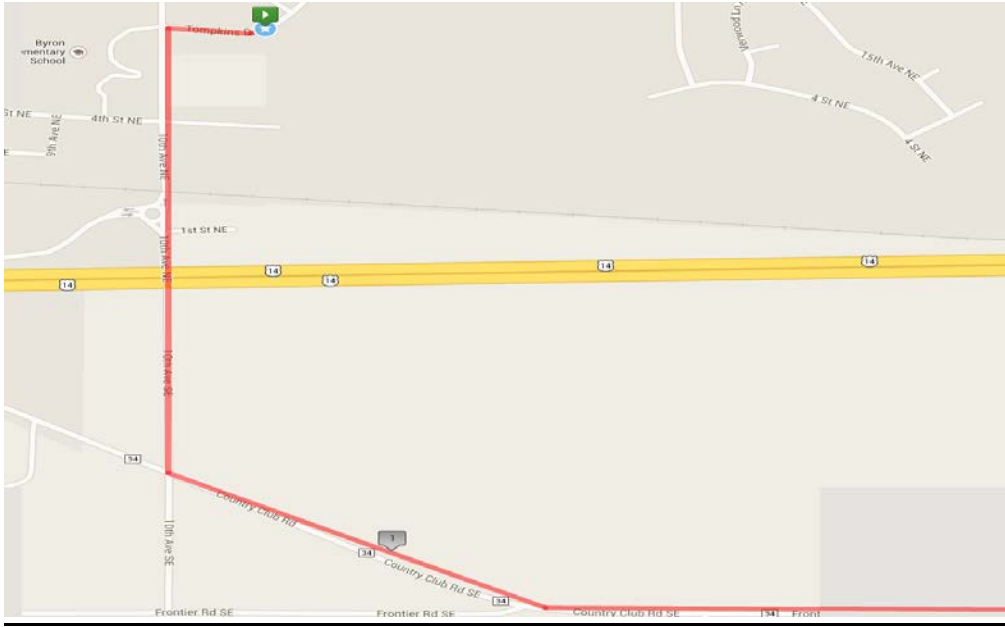 Tompkins
Byron
mentary
School
Verwood Ln
15th Ave NE
4 St NE
4 St NE
St NE
4th St NE
9th Ave NE
10th Ave NE
E
1st St NE
10th Ave NE
14
14
14
14
14
10th Ave SE
34
Country Club Rd
10th Ave SE
1
34
Country Club Rd SE
34
Frontier Rd SE
Frontier Rd SE
Country Club Rd SE
34
Front